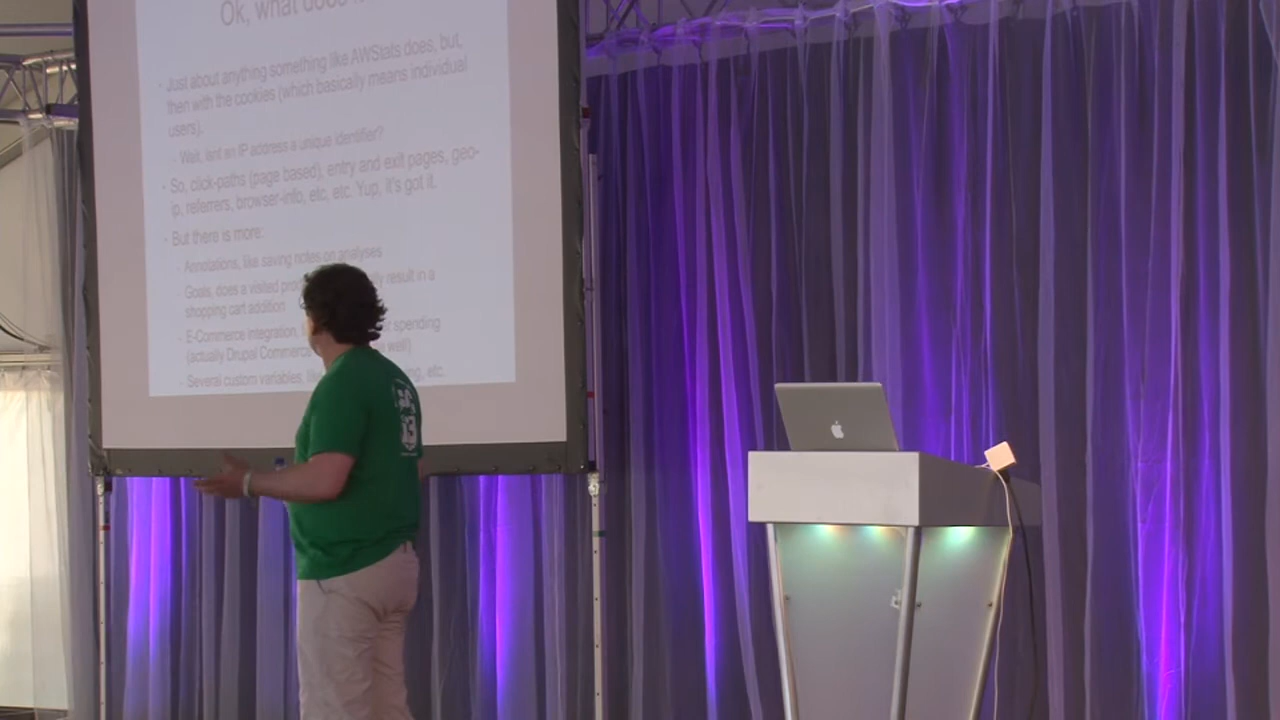 Ok, what does
- Just about anything something like AWStats does, but,
then with the cookies (which basically means individual
users).
- Wait, isnt an IP address a unique identifier?
- So, click-paths (page based), entry and exit pages, geo-
ip, referrers, browser-info, etc, etc. Yup, it's got it.
- But there is more:
- Annotations, like saving notes on analyses
- Goals, does a visited result in a
shopping cart addition
- E-Commerce integration, spending
(actually Drupal Commerce well)
- Several custom variables, etc.